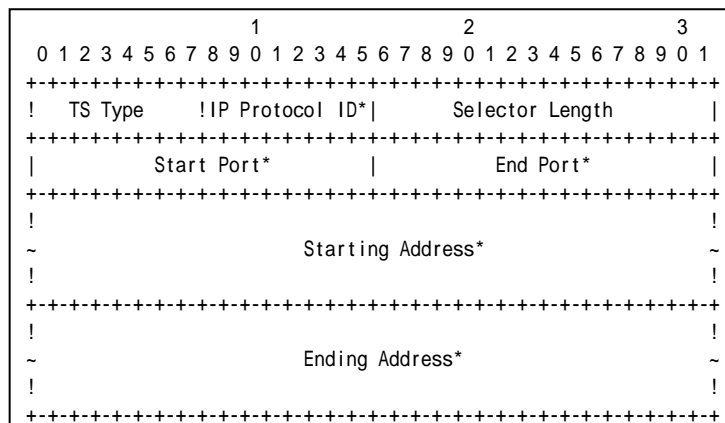 1                   2                   3
 0 1 2 3 4 5 6 7 8 9 0 1 2 3 4 5 6 7 8 9 0 1 2 3 4 5 6 7 8 9 0 1
+-+-+-+-+-+-+-+-+-+-+-+-+-+-+-+-+-+-+-+-+-+-+-+-+-+-+-+-+-+-+-+-+
!   TS Type     !IP Protocol ID*|       Selector Length         |
+-+-+-+-+-+-+-+-+-+-+-+-+-+-+-+-+-+-+-+-+-+-+-+-+-+-+-+-+-+-+-+-+
|           Start Port*         |           End Port*           |
+-+-+-+-+-+-+-+-+-+-+-+-+-+-+-+-+-+-+-+-+-+-+-+-+-+-+-+-+-+-+-+-+
!                                                               !
~                         Starting Address*                     ~
!                                                               !
+-+-+-+-+-+-+-+-+-+-+-+-+-+-+-+-+-+-+-+-+-+-+-+-+-+-+-+-+-+-+-+-+
!                                                               !
~                         Ending Address*                       ~
!                                                               !
+-+-+-+-+-+-+-+-+-+-+-+-+-+-+-+-+-+-+-+-+-+-+-+-+-+-+-+-+-+-+-+-+